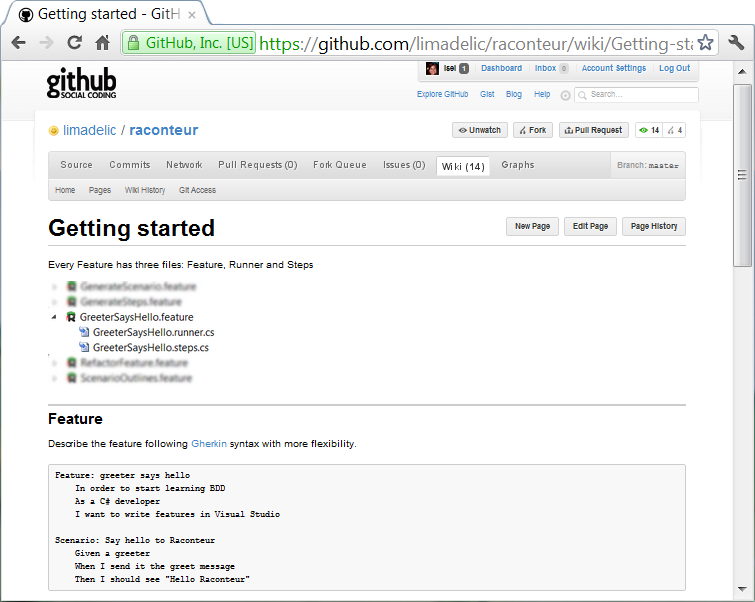 Getting started - GitH
GitHub, Inc. [US] https://github.com/limadelic/raconteur/wiki/Getting-sta
github
SOCIAL CODING
isel 1 Dashboard Inbox 0 Account Settings Log Out
Explore GitHub Gist Blog Help Search...
limadelic / raconteur
Unwatch Fork Pull Request 14 4
Source Commits Network Pull Requests (0) Fork Queue Issues (0) Wiki (14) Graphs Branch: master
Home Pages Wiki History Git Access
Getting started
New Page Edit Page Page History
Every Feature has three files: Feature, Runner and Steps
GenerateScenario.feature
GenerateSteps.feature
GreeterSaysHello.feature
GreeterSaysHello.runner.cs
GreeterSaysHello.steps.cs
RefactorFeature.feature
ScenarioOutlines.feature
Feature
Describe the feature following Gherkin syntax with more flexibility.
Feature: greeter says hello
In order to start learning BDD
As a C# developer
I want to write features in Visual Studio
Scenario: Say hello to Raconteur
Given a greeter
When I send it the greet message
Then I should see "Hello Raconteur"